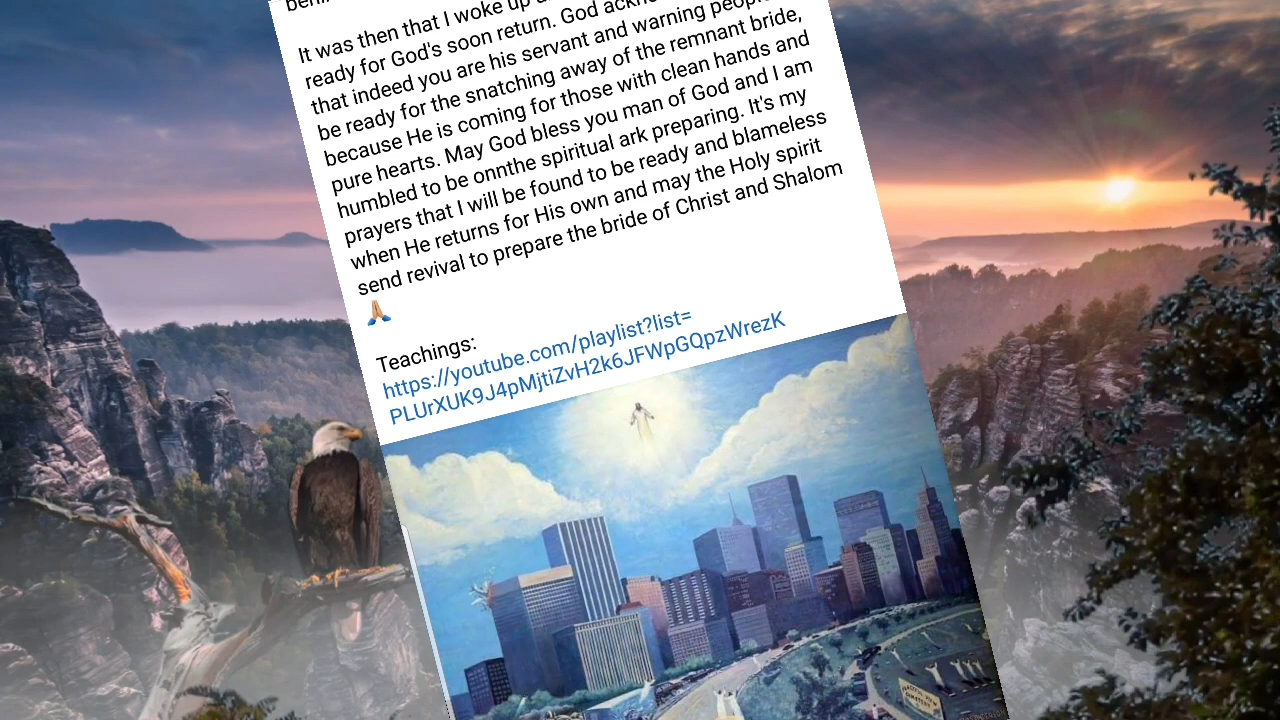 It was then that I woke up
ready for God's soon return. God
that indeed you are his servant and warning
be ready for the snatching away of the remnant bride,
because He is coming for those with clean hands and
pure hearts. May God bless you man of God and I am
humbled to be onnthe spiritual ark preparing. It's my
prayers that I will be found to be ready and blameless
when He returns for His own and may the Holy spirit
send revival to prepare the bride of Christ and Shalom
🙏🏼
Teachings:
https://youtube.com/playlist?list=
PLUrXUK9J4pMjtiZvH2k6JFWpGQpzWrezK